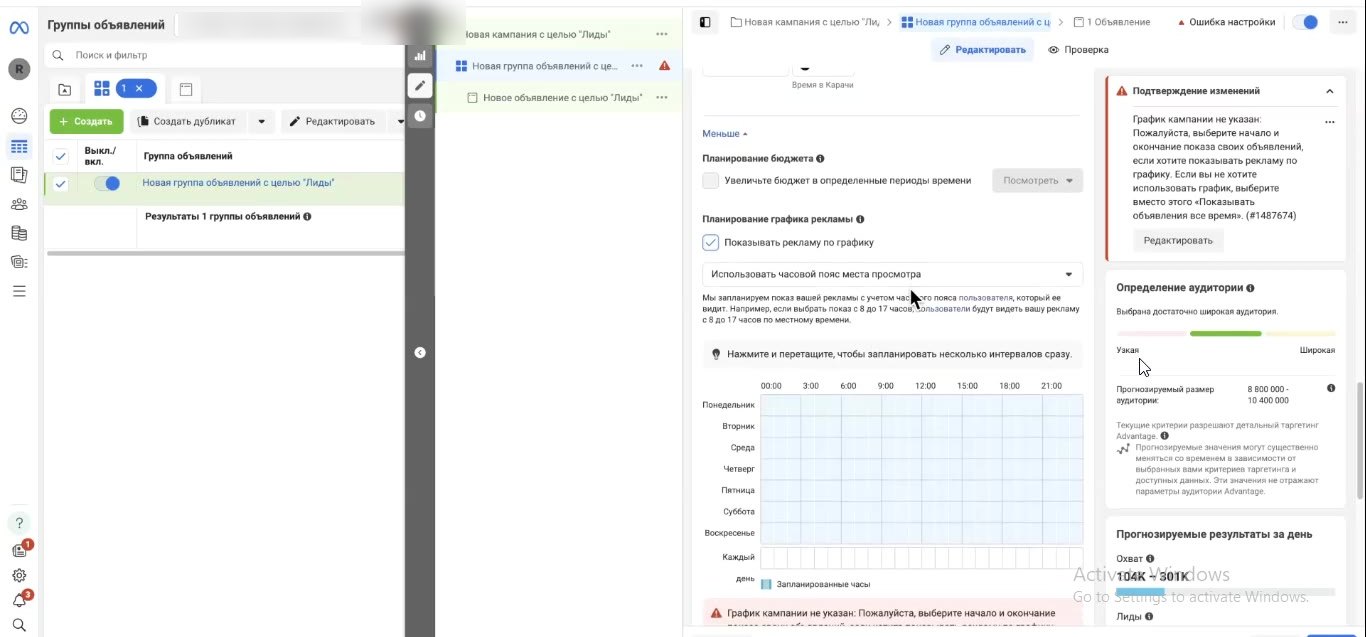 Группы объявлений
Поиск и фильтр
1 ×
+ Создать
Создать дубликат
Редактировать
Выкл./
вкл.
Группа объявлений
Новая группа объявлений с целью "Лиды"
Результаты 1 группы объявлений
R
?
1
3
Новая кампания с целью "Лиды"
Новая группа объявлений с це...
Новое объявление с целью "Лиды"
Новая кампания с целью "Ли,
Новая группа объявлений с ц
1 Объявление
Ошибка настройки
Редактировать
Проверка
Время в Карачи
Меньше
Планирование бюджета
Увеличьте бюджет в определенные периоды времени
Посмотреть
Планирование графика рекламы
Показывать рекламу по графику
Использовать часовой пояс места просмотра
Мы запланируем показ вашей рекламы с учетом часового пояса пользователя, который ее
видит. Например, если выбрать показ с 8 до 17 часов, пользователи будут видеть вашу рекламу
с 8 до 17 часов по местному времени.
Нажмите и перетащите, чтобы запланировать несколько интервалов сразу.
00:00 3:00 6:00 9:00 12:00 15:00 18:00 21:00
Понедельник
Вторник
Среда
Четверг
Пятница
Суббота
Воскресенье
Каждый
день
Запланированные часы
График кампании не указан: Пожалуйста, выберите начало и окончание
Подтверждение изменений
График кампании не указан:
Пожалуйста, выберите начало и
окончание показа своих объявлений,
если хотите показывать рекламу по
графику. Если вы не хотите
использовать график, выберите
вместо этого «Показывать
объявления все время». (#1487674)
Редактировать
Определение аудитории
Выбрана достаточно широкая аудитория.
Узкая
Широкая
Прогнозируемый размер
аудитории:
8 800 000 -
10 400 000
Текущие критерии разрешают детальный таргетинг
Advantage.
Прогнозируемые значения могут существенно
меняться со временем в зависимости от
выбранных вами критериев таргетинга и
доступных данных. Эти значения не отражают
параметры аудитории Advantage.
Прогнозируемые результаты за день
Охват
104K – 301K
Лиды
Activate Windows
Go to Settings to activate Windows.